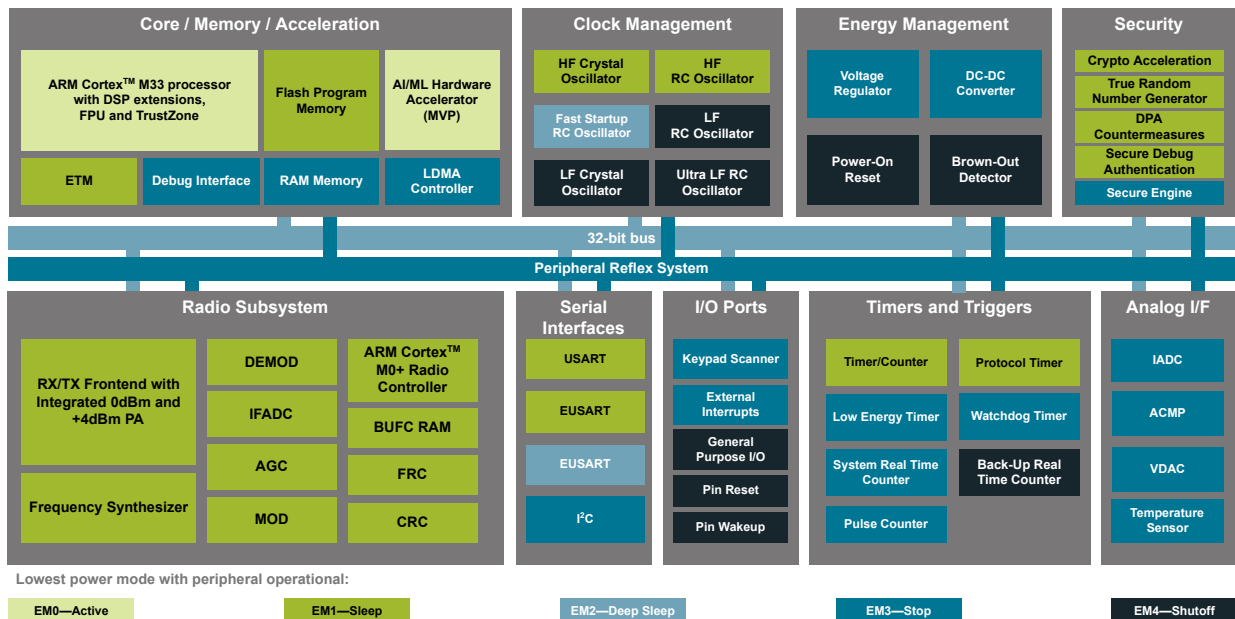 Core / Memory / Acceleration
ARM Cortex™ M33 processor
with DSP extensions,
FPU and TrustZone
Flash Program
Memory
AI/ML Hardware
Accelerator
(MVP)
ETM
Debug Interface
RAM Memory
LDMA
Controller
Clock Management
HF Crystal
Oscillator
HF
RC Oscillator
Fast Startup
RC Oscillator
LF
RC Oscillator
LF Crystal
Oscillator
Ultra LF RC
Oscillator
Energy Management
Voltage
Regulator
DC-DC
Converter
Power-On
Reset
Brown-Out
Detector
Security
Crypto Acceleration
True Random
Number Generator
DPA
Countermeasures
Secure Debug
Authentication
Secure Engine
32-bit bus
Peripheral Reflex System
Radio Subsystem
RX/TX Frontend with
Integrated 0dBm and
+4dBm PA
Frequency Synthesizer
DEMOD
IFADC
AGC
MOD
ARM Cortex™
M0+ Radio
Controller
BUFC RAM
FRC
CRC
Serial
Interfaces
USART
EUSART
EUSART
I²C
I/O Ports
Keypad Scanner
External
Interrupts
General
Purpose I/O
Pin Reset
Pin Wakeup
Timers and Triggers
Timer/Counter
Protocol Timer
Low Energy Timer
Watchdog Timer
System Real Time
Counter
Back-Up Real
Time Counter
Pulse Counter
Analog I/F
IADC
ACMP
VDAC
Temperature
Sensor
Lowest power mode with peripheral operational:
EM0—Active
EM1—Sleep
EM2—Deep Sleep
EM3—Stop
EM4—Shutoff